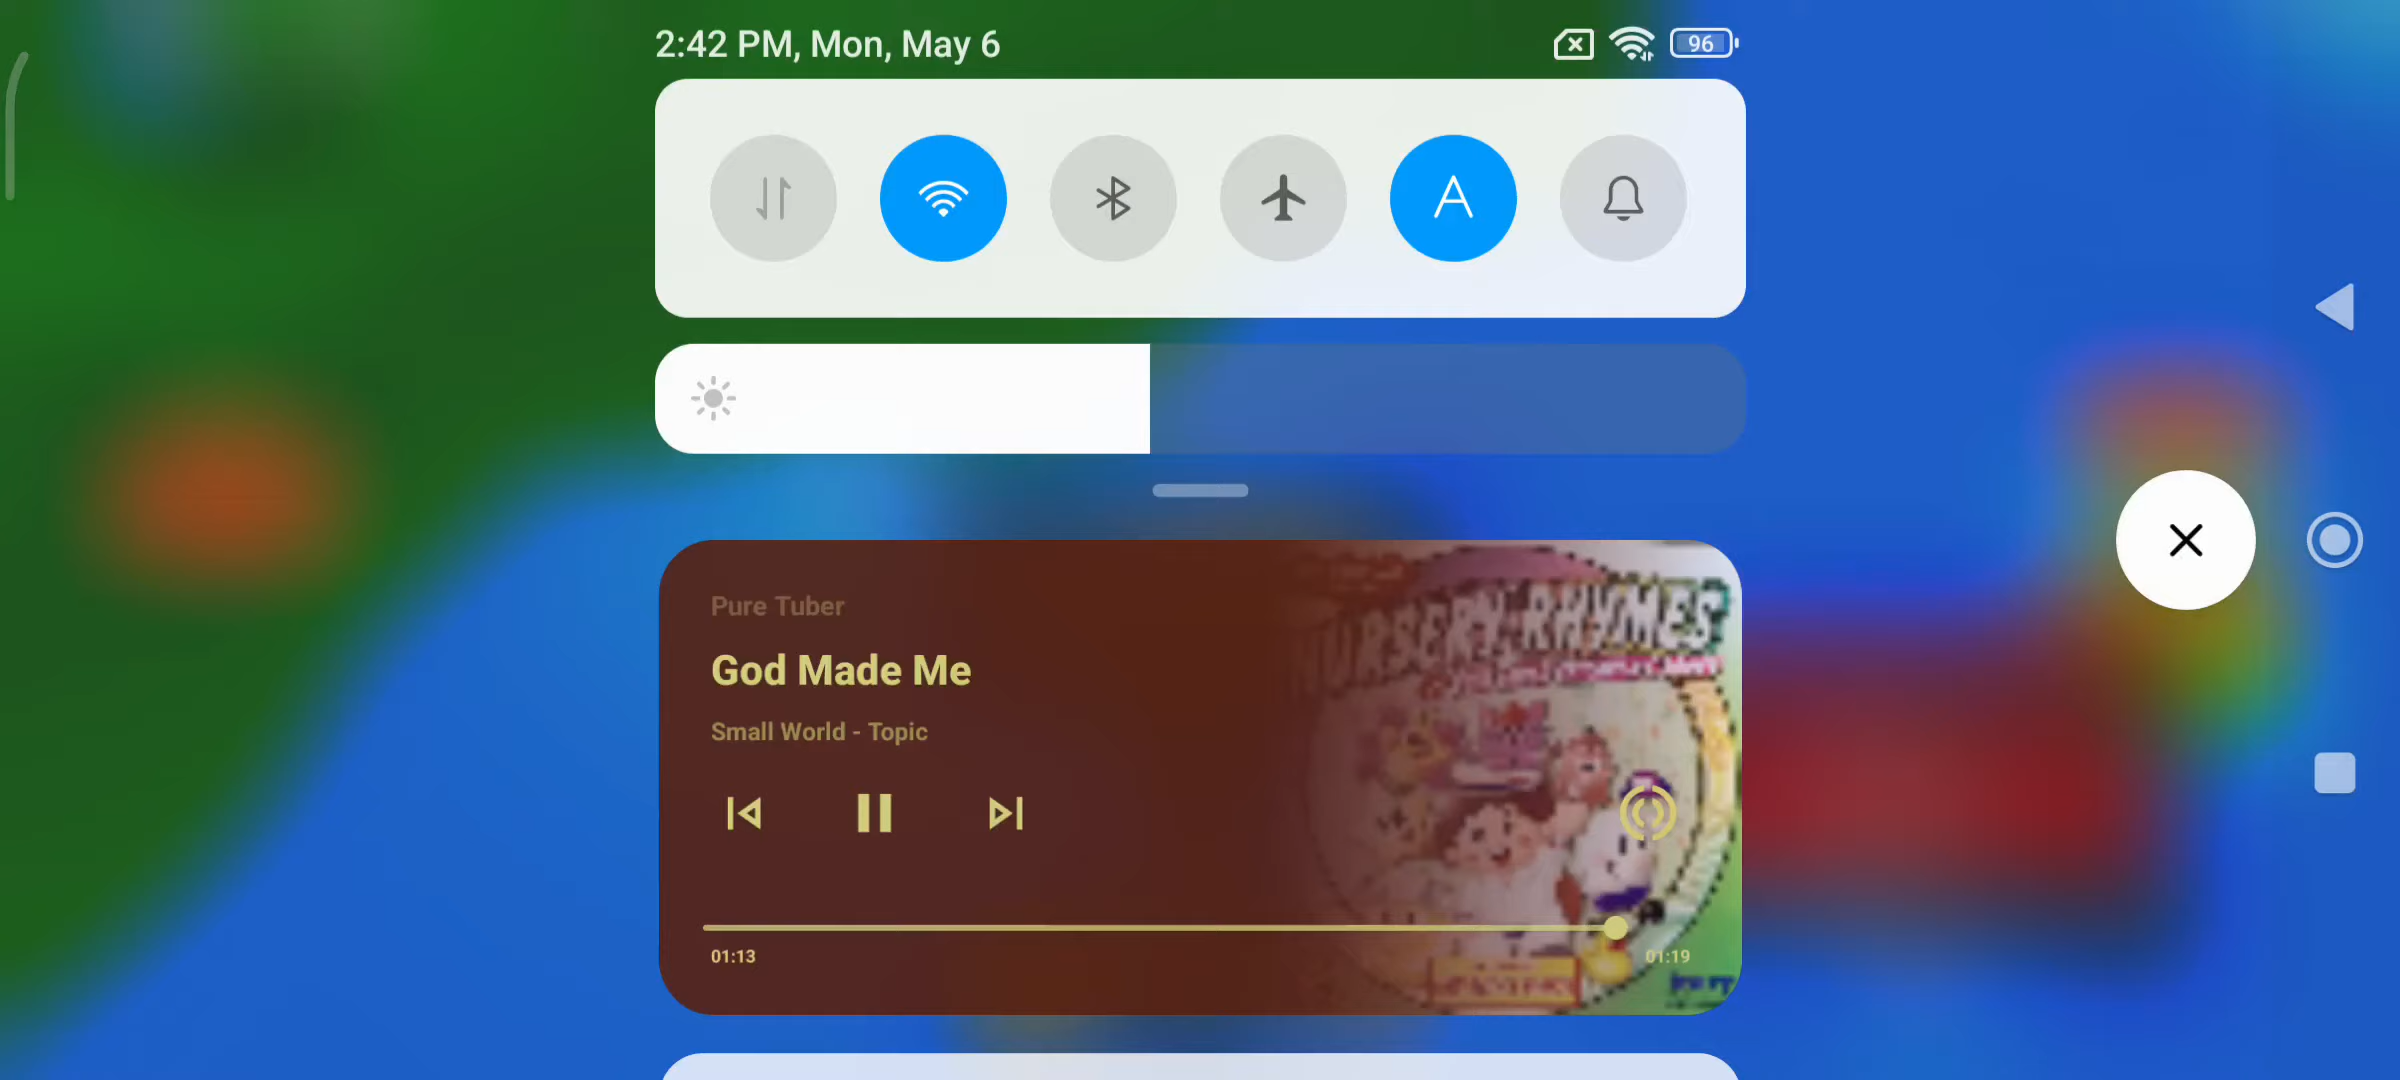 2:42 PM, Mon, May 6
96
A
Pure Tuber
God Made Me
Small World - Topic
NURSERY RHYMES
01:13
01:19